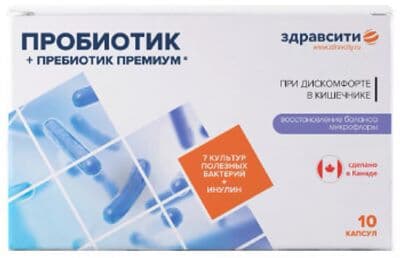 ПРОБИОТИК
+ ПРЕБИОТИК ПРЕМИУМ*
здравсити
www.zdravcity.ru
ПРИ ДИСКОМФОРТЕ
В КИШЕЧНИКЕ
восстановление баланса
микрофлоры
7 КУЛЬТУР
ПОЛЕЗНЫХ
БАКТЕРИЙ
+
ИНУЛИН
сделано
в Канаде
10
КАПСУЛ